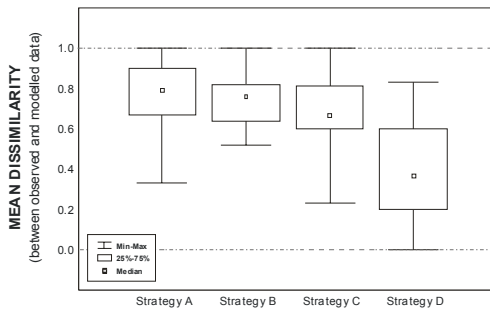 MEAN DISSIMILARITY
(between observed and modelled data)
1.0
0.8
0.6
0.4
0.2
0.0
Min-Max
25%-75%
Median
Strategy A
Strategy B
Strategy C
Strategy D